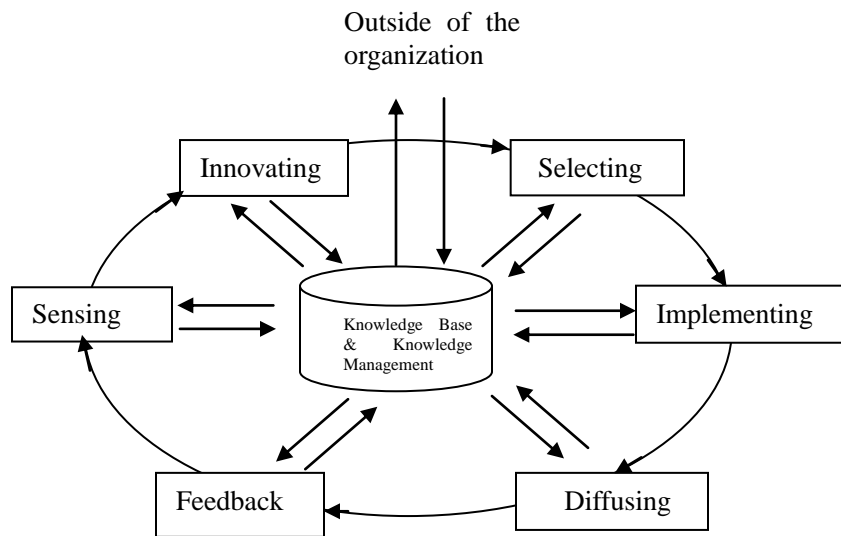 Outside of the
organization
Innovating
Selecting
Sensing
Knowledge Base
& Knowledge
Management
Implementing
Feedback
Diffusing